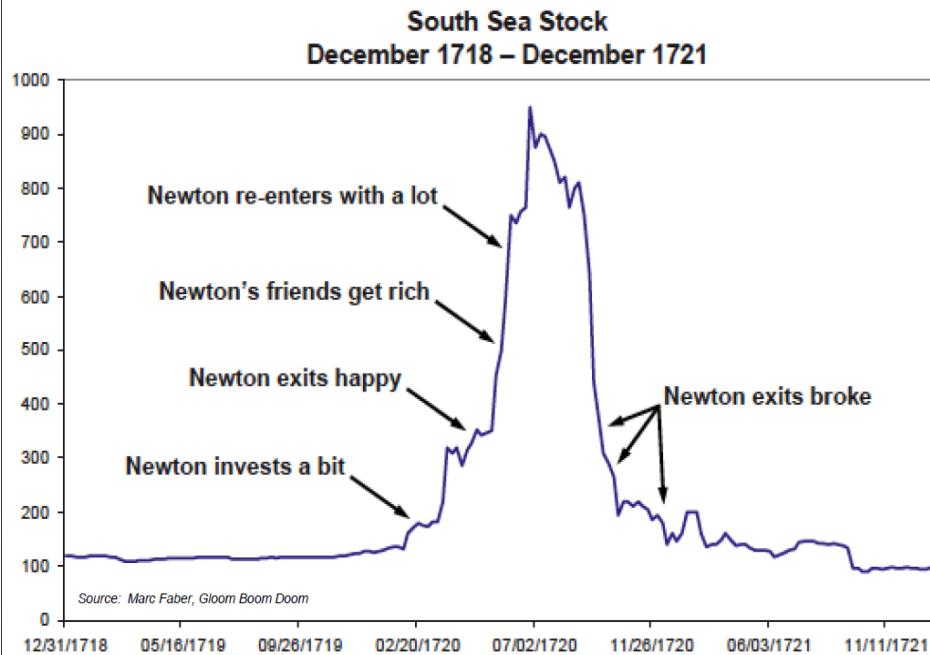 South Sea Stock
December 1718 – December 1721
1000
900
800
700
600
500
400
300
200
100
0
Newton re-enters with a lot
Newton's friends get rich
Newton exits happy
Newton exits broke
Newton invests a bit
Source: Marc Faber, Gloom Boom Doom
12/31/1718 05/16/1719 09/26/1719 02/20/1720 07/02/1720 11/26/1720 06/03/1721 11/11/1721